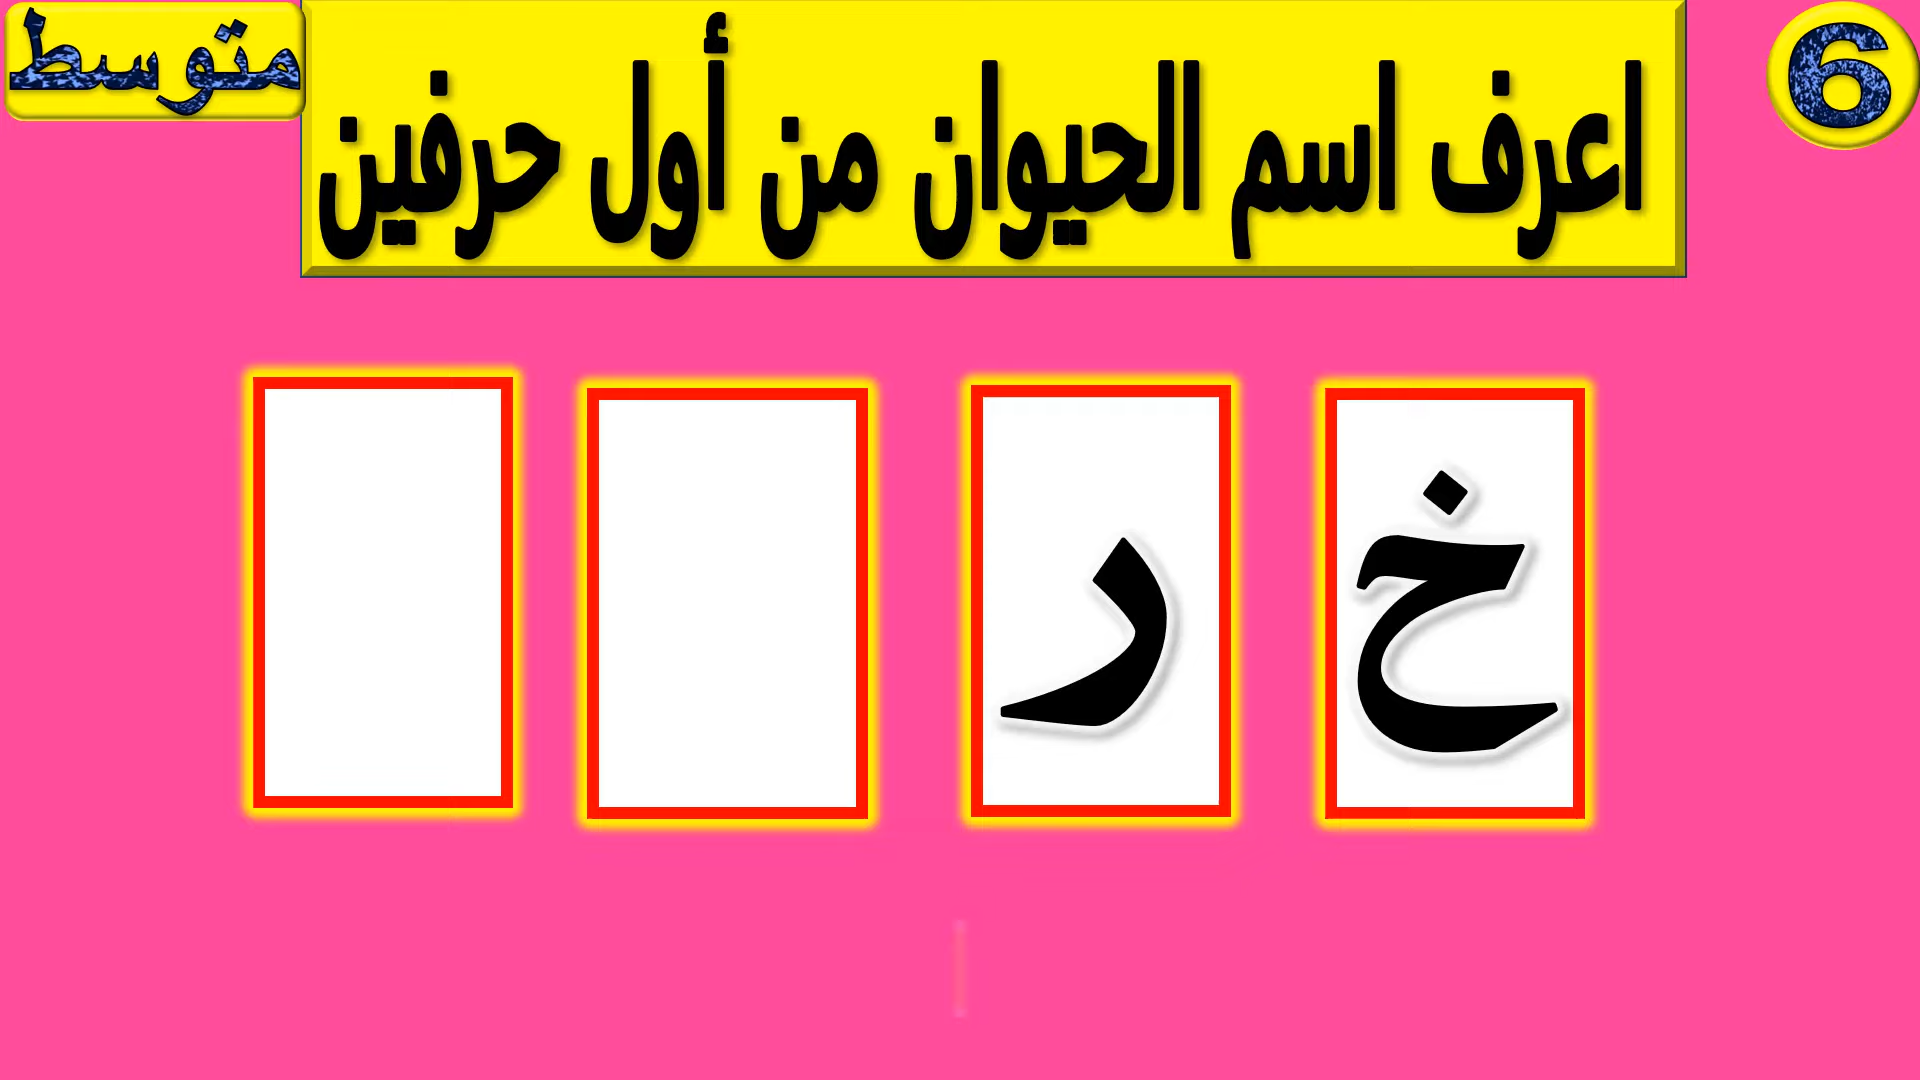 6
اعرف اسم الحيوان من أول حرفين
متوسط
خ ر